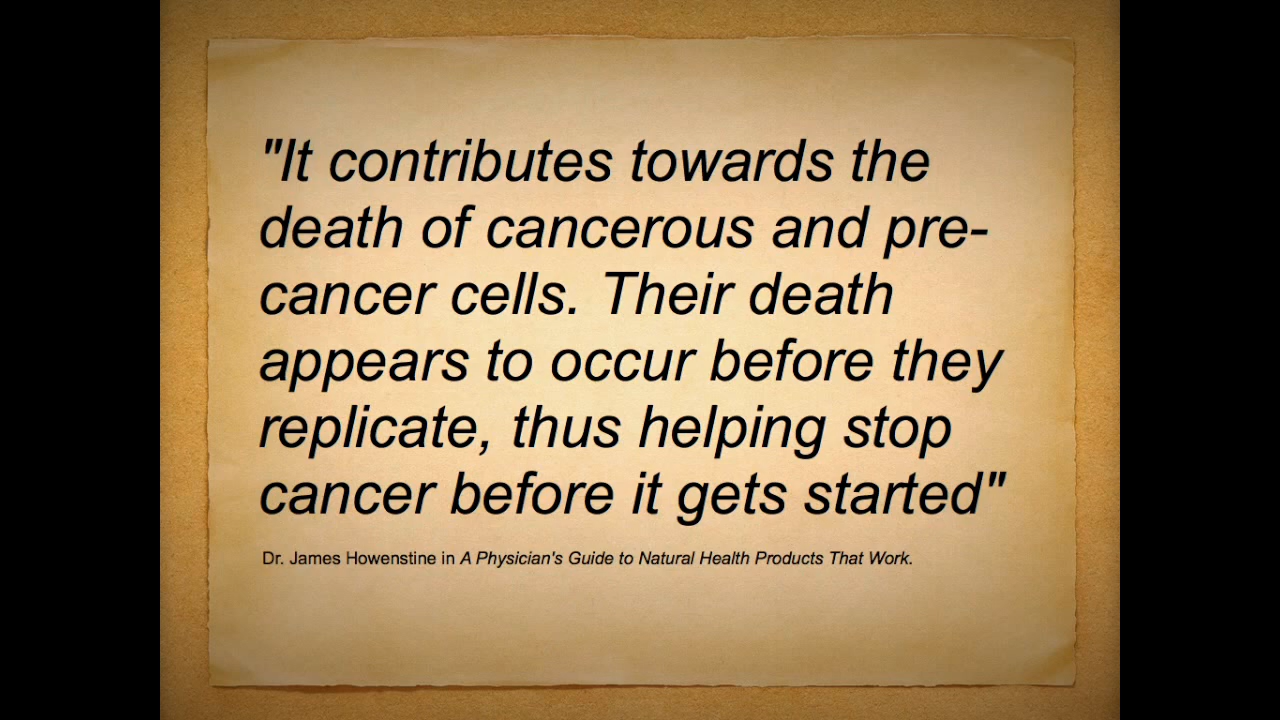 "It contributes towards the
death of cancerous and pre-
cancer cells. Their death
appears to occur before they
replicate, thus helping stop
cancer before it gets started"
Dr. James Howenstine in A Physician's Guide to Natural Health Products That Work.